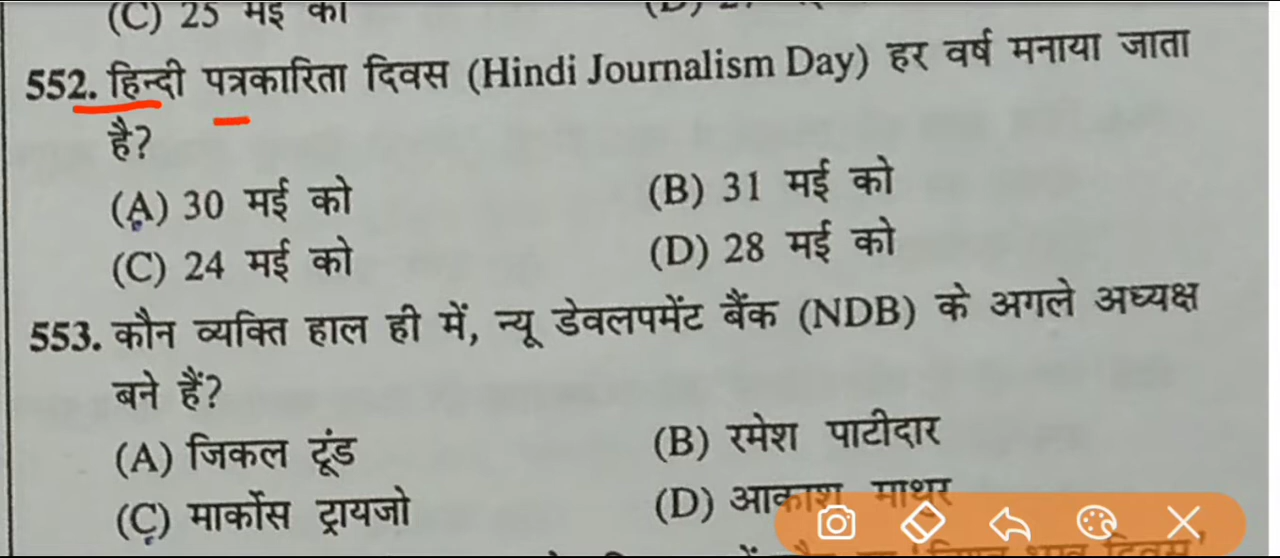 (C) 25 मई को
552. हिन्दी पत्रकारिता दिवस (Hindi Journalism Day) हर वर्ष मनाया जाता
है?
(A) 30 मई को (B) 31 मई को
(C) 24 मई को (D) 28 मई को
553. कौन व्यक्ति हाल ही में, न्यू डेवलपमेंट बैंक (NDB) के अगले अध्यक्ष
बने हैं?
(A) जिकल टूंड (B) रमेश पाटीदार
(C) मार्कोस ट्रायजो (D) आकाश माथुर